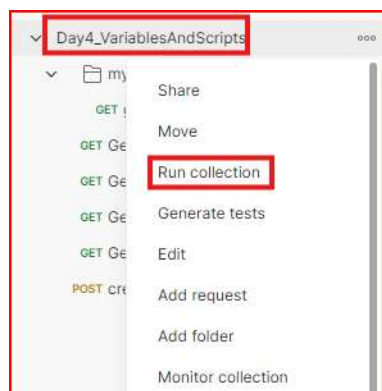 Day4_VariablesAndScripts
my
GET
Share
Move
GET Ge
Run collection
GET Ge
Generate tests
GET Ge
Edit
GET Ge
POST cre
Add request
Add folder
Monitor collection